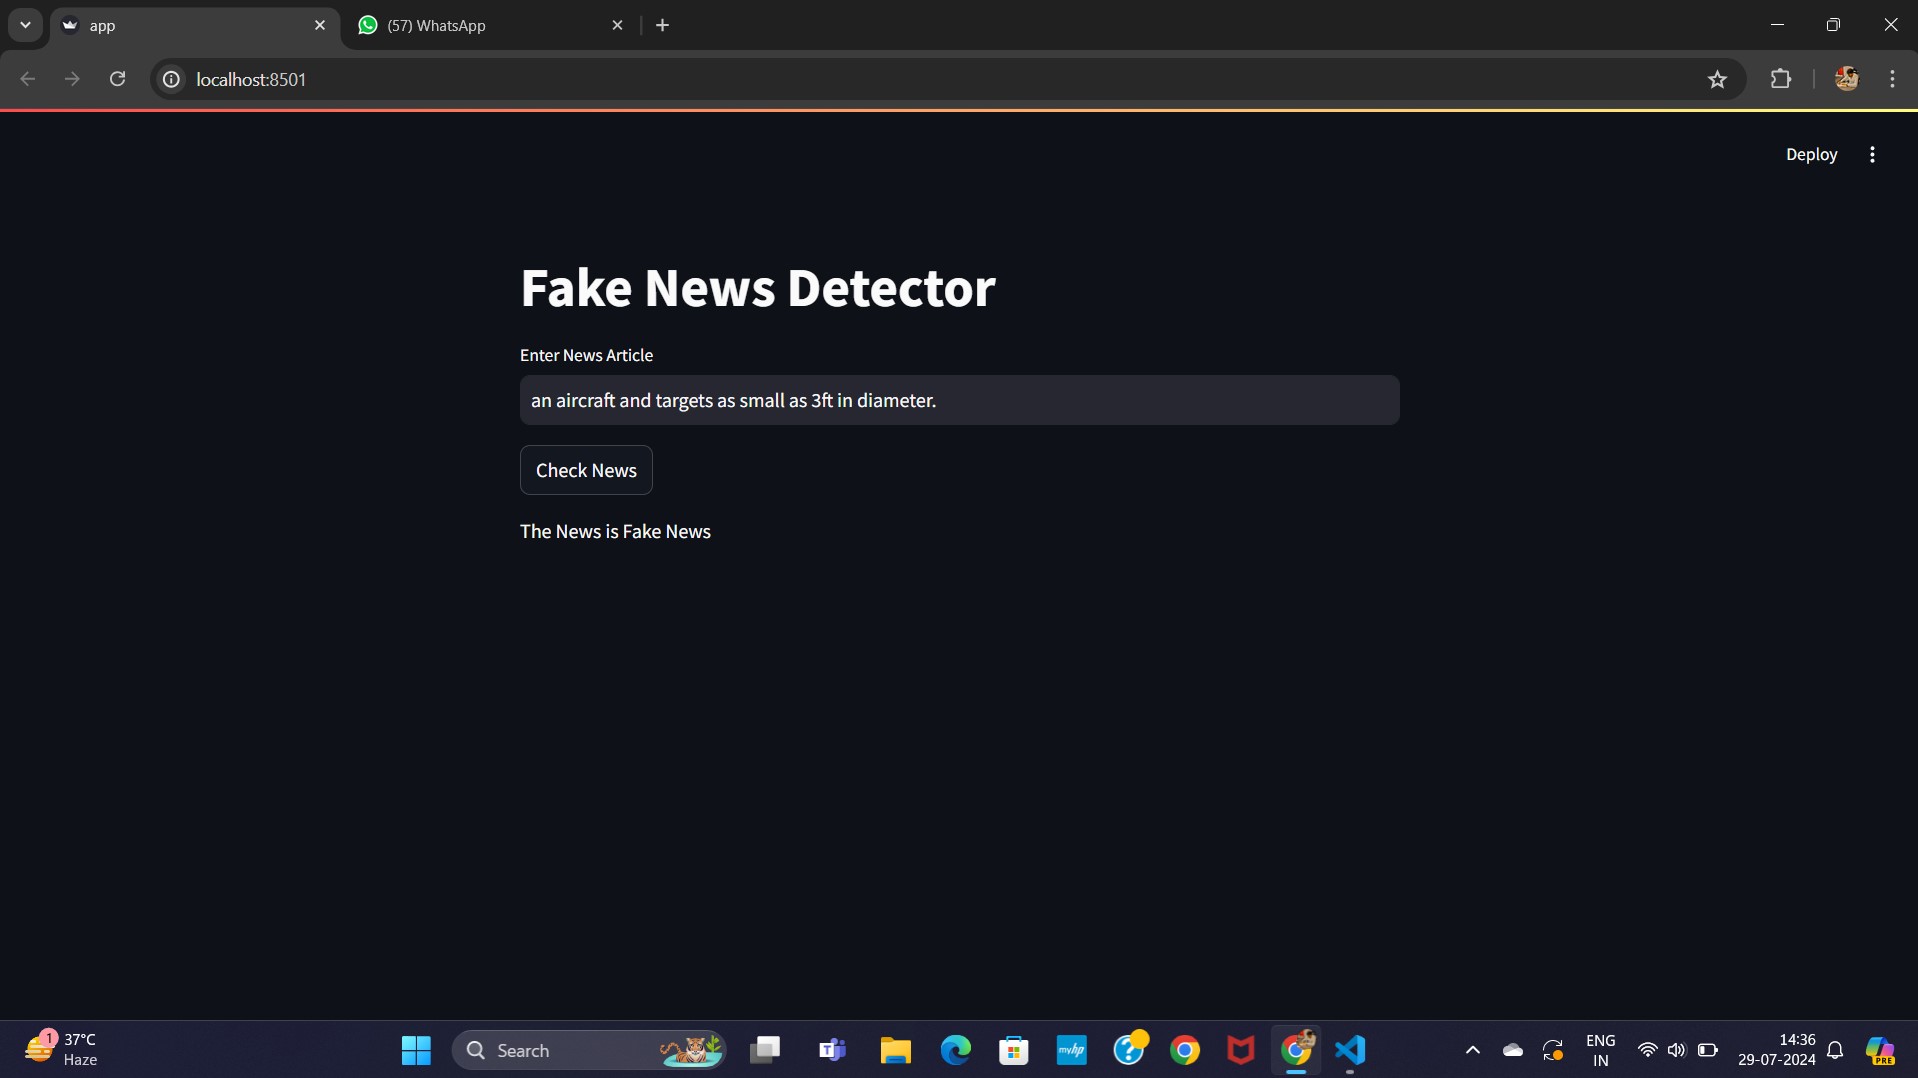 app
(57) WhatsApp
localhost:8501
Deploy
Fake News Detector
Enter News Article
an aircraft and targets as small as 3ft in diameter.
Check News
The News is Fake News
1
37°C
Haze
Search
T
myhp
?
ENG
IN
14:36
29-07-2024
PRE